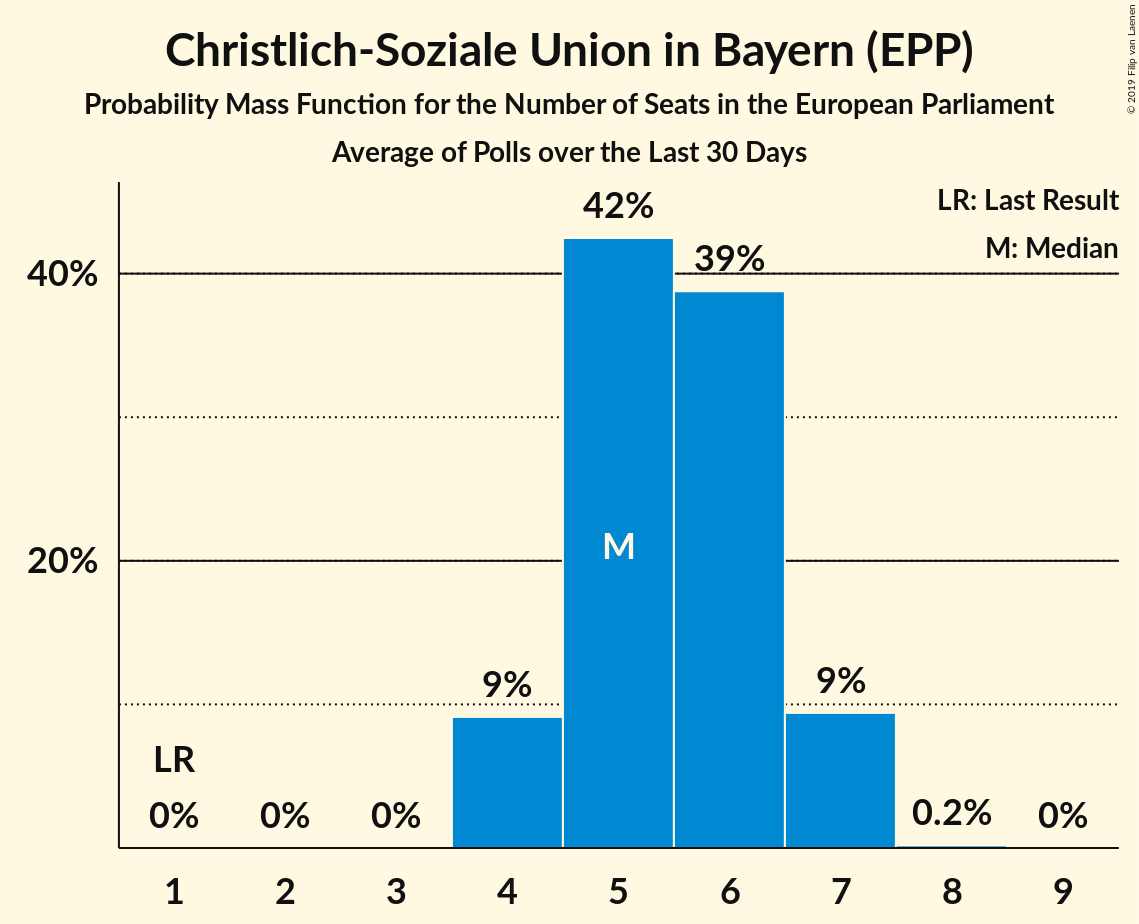 Christlich-Soziale Union in Bayern (EPP)
Probability Mass Function for the Number of Seats in the European Parliament
Average of Polls over the Last 30 Days
© 2019 Filip van Laenen
LR: Last Result
M: Median
42%
39%
40%
M
20%
9%
9%
LR
0%
0%
0%
0.2%
0%
1 2 3 4 5 6 7 8 9